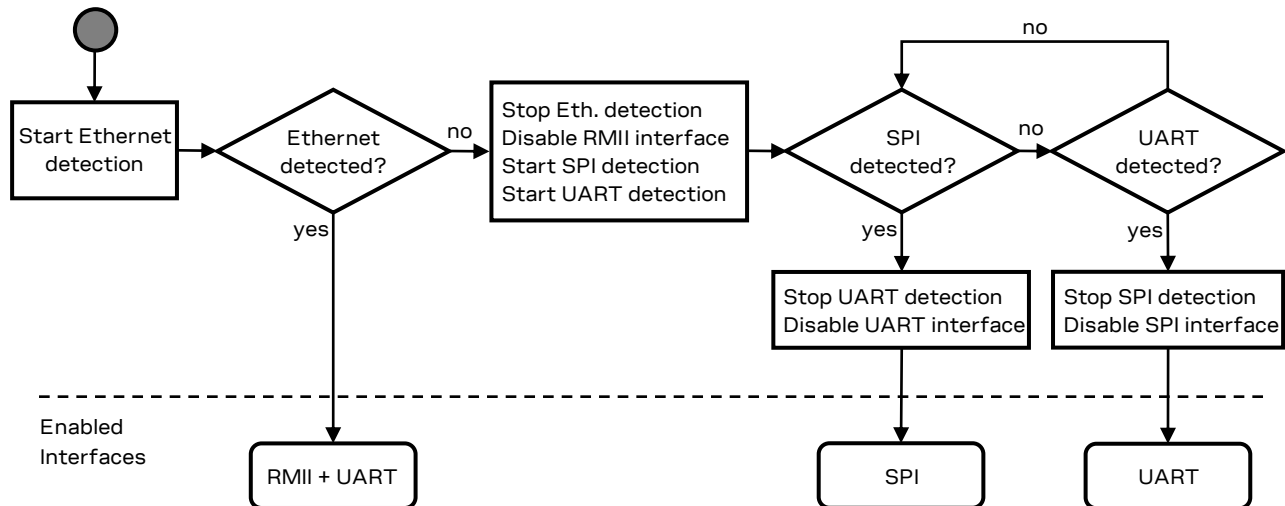 no
Start Ethernet
detection
Ethernet
detected?
no
Stop Eth. detection
Disable RMII interface
Start SPI detection
Start UART detection
SPI
detected?
no
UART
detected?
yes
yes
yes
Stop UART detection
Disable UART interface
Stop SPI detection
Disable SPI interface
Enabled
Interfaces
RMII + UART
SPI
UART